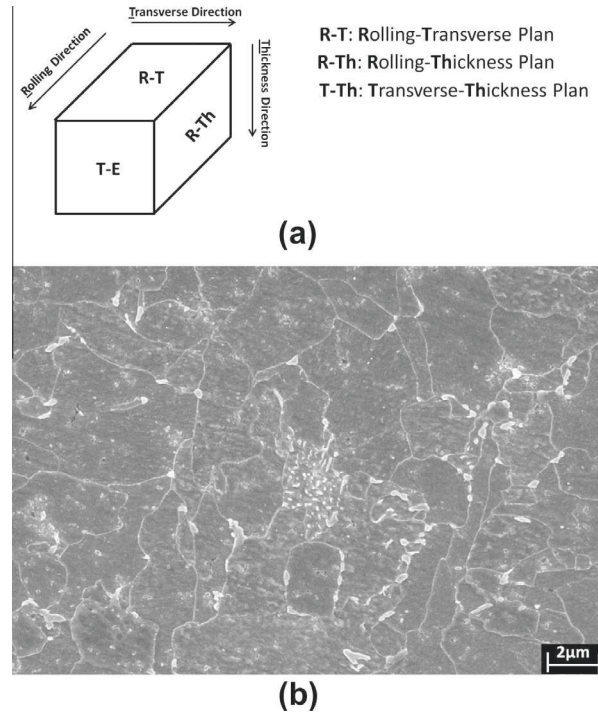 Transverse Direction
Rolling Direction
Thickness Direction
R-T
R-Th
T-E
R-T: Rolling-Transverse Plan
R-Th: Rolling-Thickness Plan
T-Th: Transverse-Thickness Plan
(a)
2μm
(b)